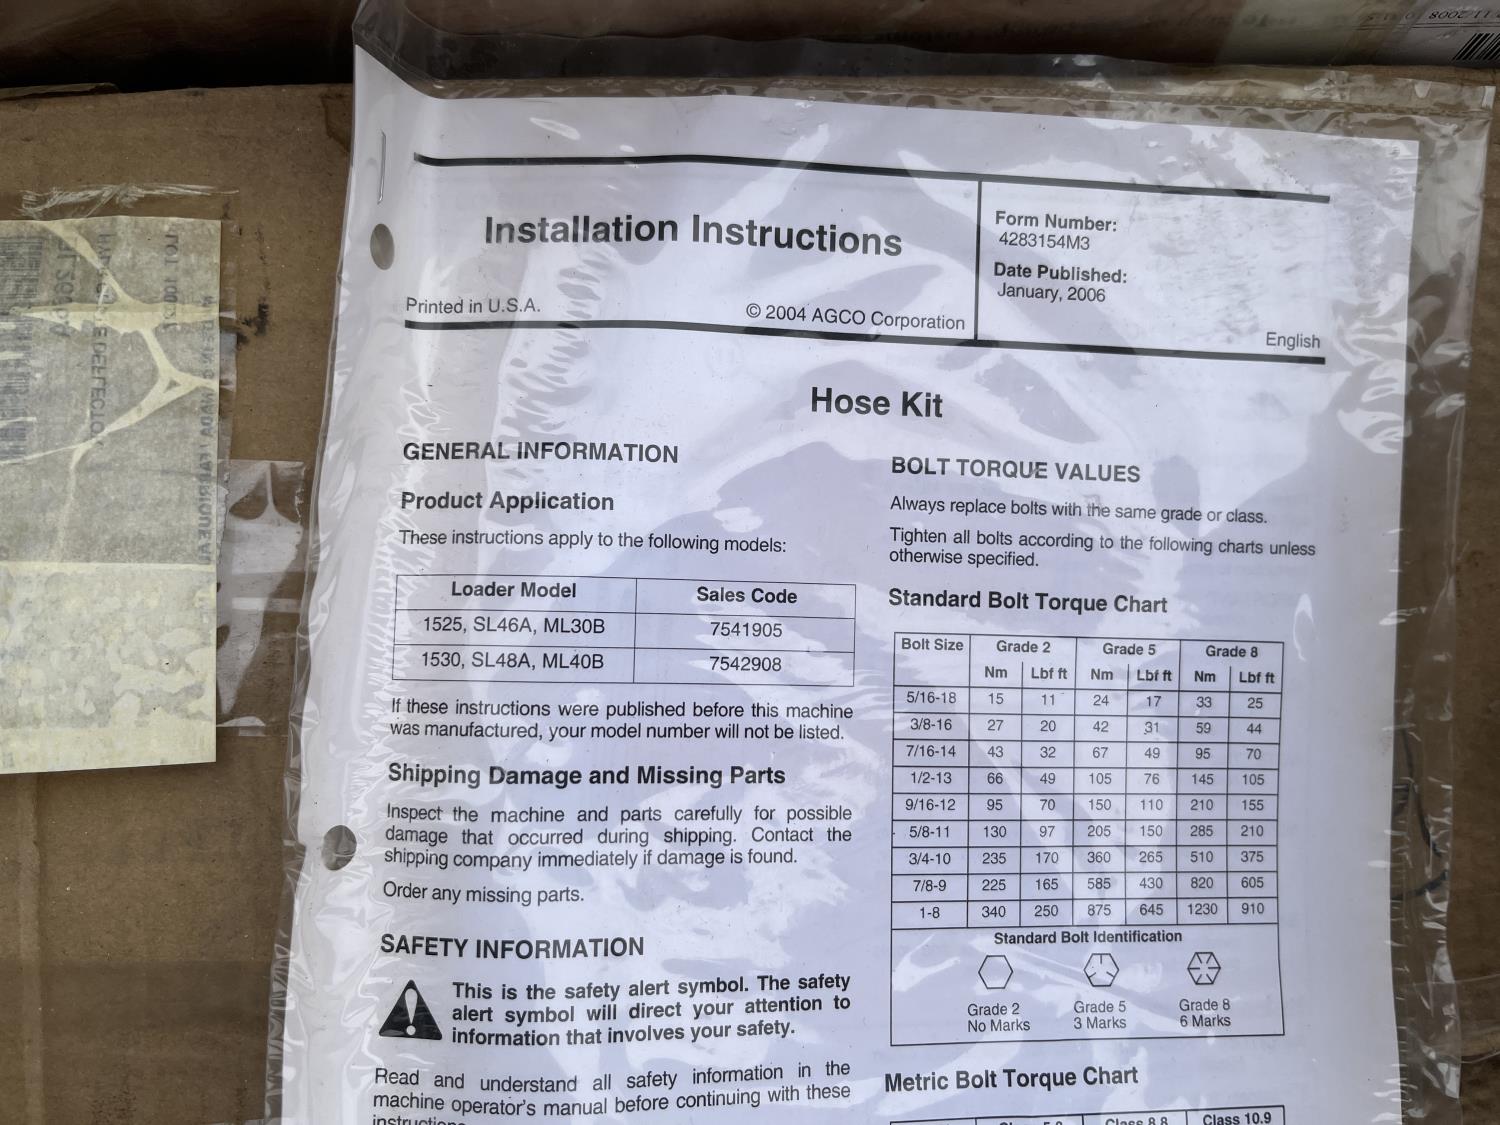 Installation Instructions
Printed in U.S.A.
© 2004 AGCO Corporation
Form Number:
4283154M3
Date Published:
January, 2006
English
Hose Kit
GENERAL INFORMATION
Product Application
These instructions apply to the following models:
Loader Model Sales Code
1525, SL46A, ML30B 7541905
1530, SL48A, ML40B 7542908
If these instructions were published before this machine
was manufactured, your model number will not be listed.
Shipping Damage and Missing Parts
Inspect the machine and parts carefully for possible
damage that occurred during shipping. Contact the
shipping company immediately if damage is found.
Order any missing parts.
SAFETY INFORMATION
This is the safety alert symbol. The safety
alert symbol will direct your attention to
information that involves your safety.
Read and understand all safety information in the
machine operator's manual before continuing with these
instructions
BOLT TORQUE VALUES
Always replace bolts with the same grade or class.
Tighten all bolts according to the following charts unless
otherwise specified.
Standard Bolt Torque Chart
Bolt Size Grade 2 Grade 5 Grade 8
Nm Lbf ft Nm Lbf ft Nm Lbf ft
5/16-18 15 11 24 17 33 25
3/8-16 27 20 42 31 59 44
7/16-14 43 32 67 49 95 70
1/2-13 66 49 105 76 145 105
9/16-12 95 70 150 110 210 155
5/8-11 130 97 205 150 285 210
3/4-10 235 170 360 265 510 375
7/8-9 225 165 585 430 820 605
1-8 340 250 875 645 1230 910
Standard Bolt Identification
Grade 2 Grade 5 Grade 8
No Marks 3 Marks 6 Marks
Metric Bolt Torque Chart
Class 8.8 Class 10.9